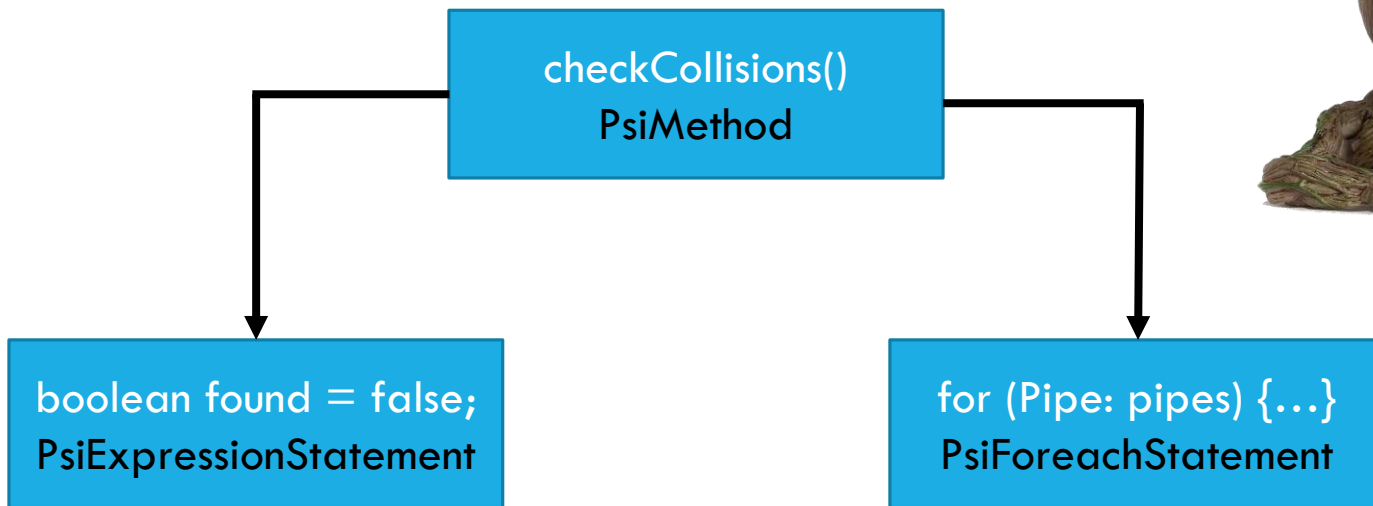 checkCollisions()
PsiMethod
boolean found = false;
PsiExpressionStatement
for (Pipe: pipes) {...}
PsiForeachStatement